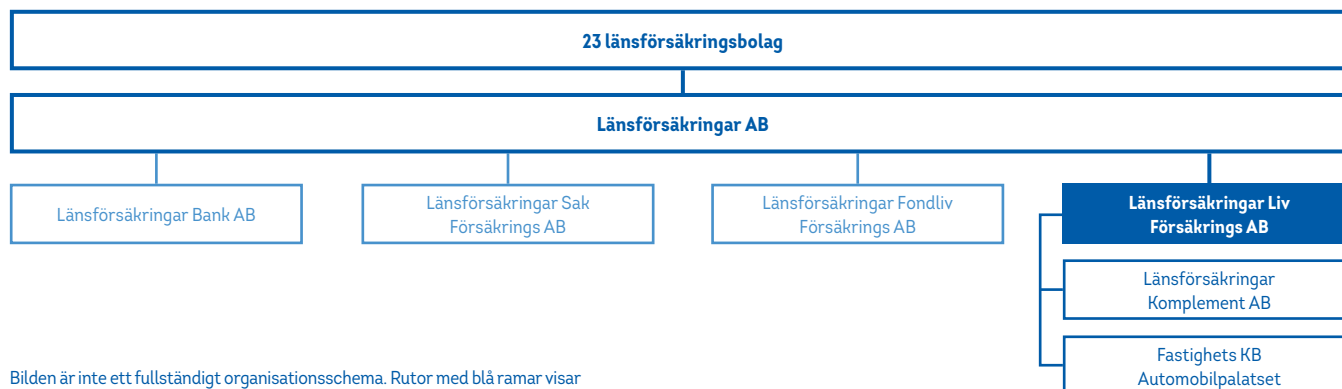 23 länsförsäkringsbolag
Länsförsäkringar AB
Länsförsäkringar Bank AB
Länsförsäkringar Sak
Försäkrings AB
Länsförsäkringar Fondliv
Försäkrings AB
Länsförsäkringar Liv
Försäkrings AB
Länsförsäkringar
Komplement AB
Fastighets KB
Automobilpalatset
Bilden är inte ett fullständigt organisationsschema. Rutor med blå ramar visar